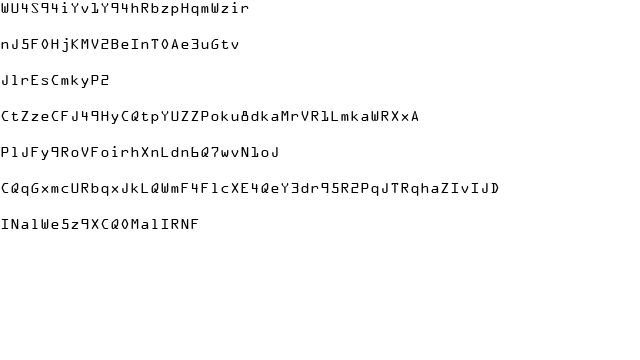 WU4S94iYv1Y94hRbzpHqmWzir
nJ5F0HjKMV2BeInT0Ae3uGtv
JlrEsCmkyP2
CtZzeCFJ49HyCQtpYUZZPoku8dkaMrVR1LmkaWRXxA
PlJFy9RoVFoirhXnLdn6Q7wvN1oJ
CQqGxmcURbqxJkLQWmF4FlcXE4QeY3dr95R2PqJTRqhaZIvIJD
INalWe5z9XCQ0MalIRNF